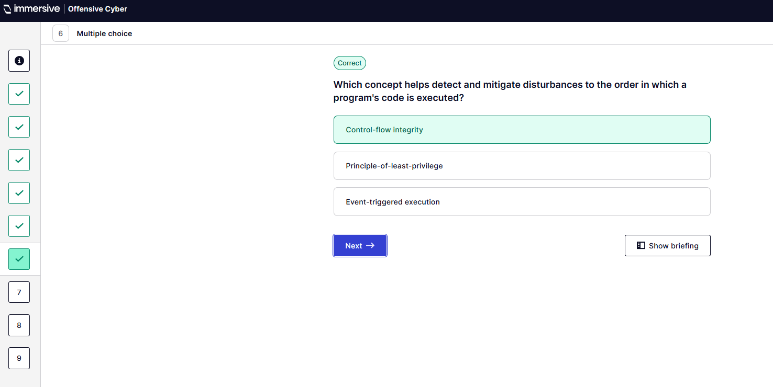 immersive | Offensive Cyber
6 Multiple choice
Correct
Which concept helps detect and mitigate disturbances to the order in which a
program's code is executed?
Control-flow integrity
Principle-of-least-privilege
Event-triggered execution
Next → Show briefing
7
8
9